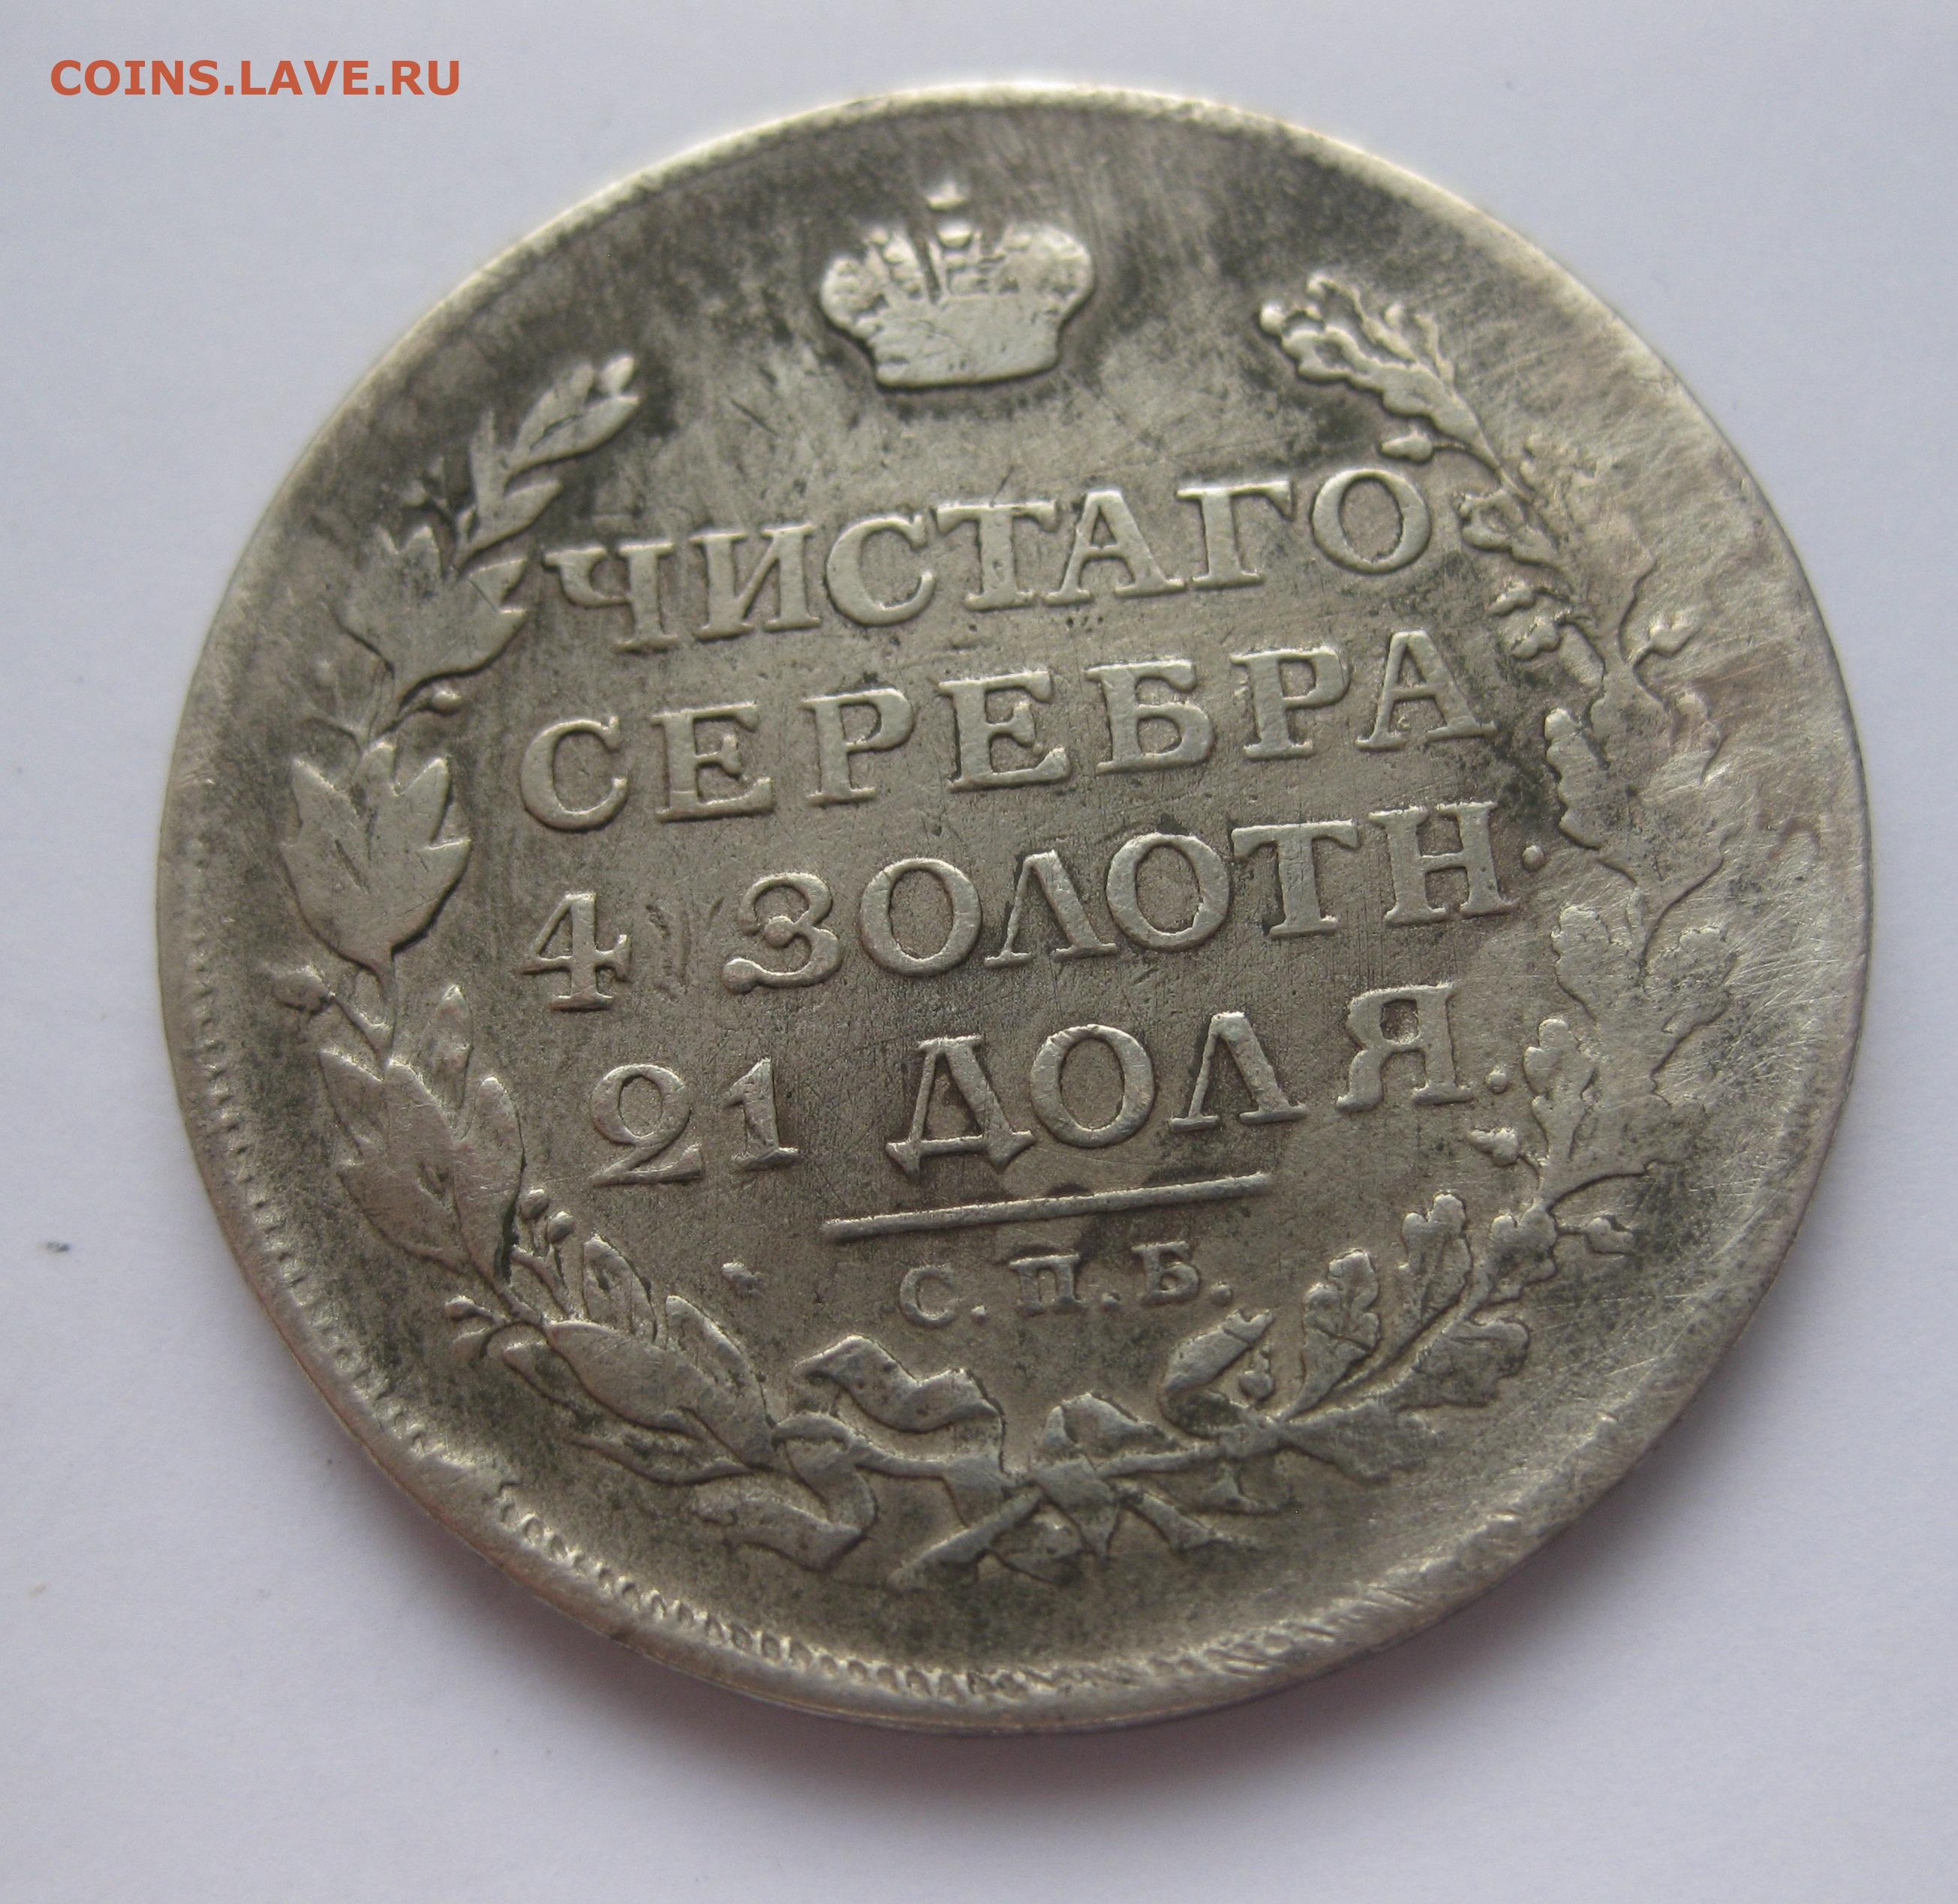 COINS.LAVE.RU
ЧИСТАГО
СЕРЕБРА
4 ЗОЛОТН.
21 ДОЛЯ.
С.П.Б.